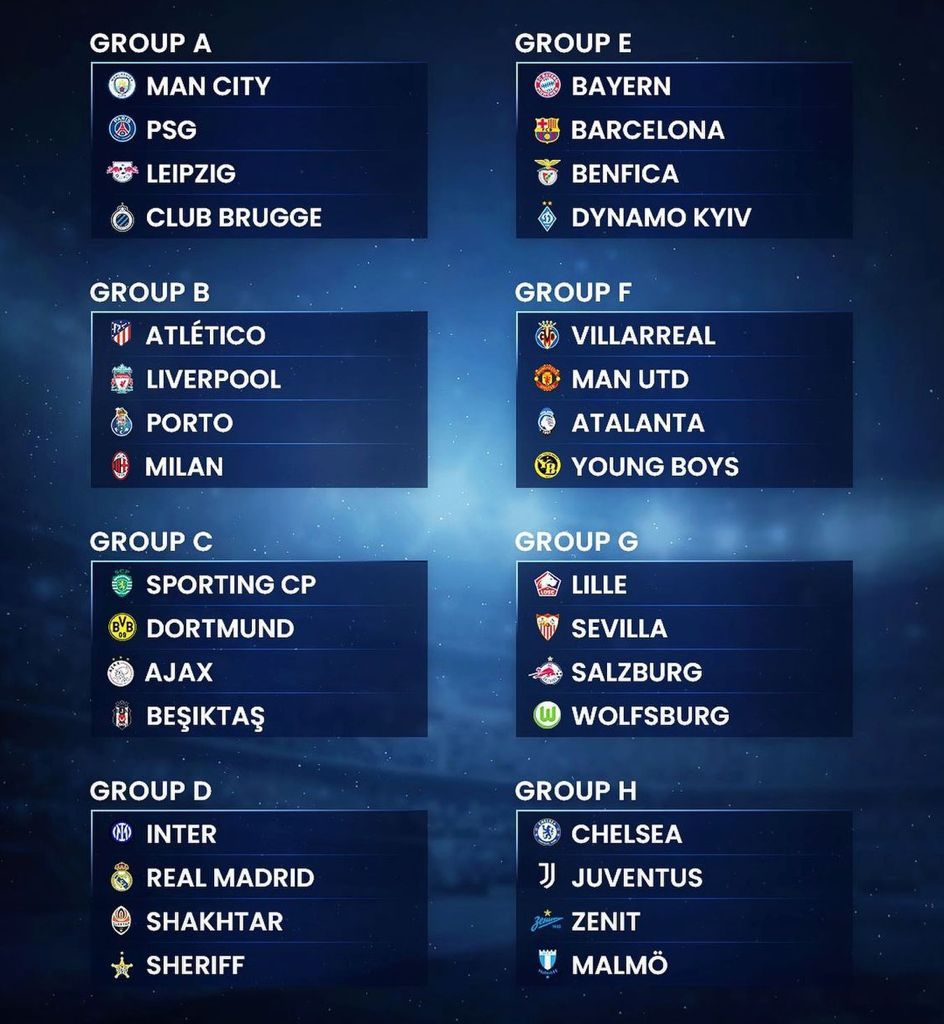 GROUP A
MAN CITY
PSG
LEIPZIG
CLUB BRUGGE
GROUP B
ATLÉTICO
LIVERPOOL
PORTO
MILAN
GROUP C
SPORTING CP
DORTMUND
AJAX
BEŞIKTAŞ
GROUP D
INTER
REAL MADRID
SHAKHTAR
SHERIFF
GROUP E
BAYERN
BARCELONA
BENFICA
DYNAMO KYIV
GROUP F
VILLARREAL
MAN UTD
ATALANTA
YOUNG BOYS
GROUP G
LILLE
SEVILLA
SALZBURG
WOLFSBURG
GROUP H
CHELSEA
JUVENTUS
ZENIT
MALMÖ